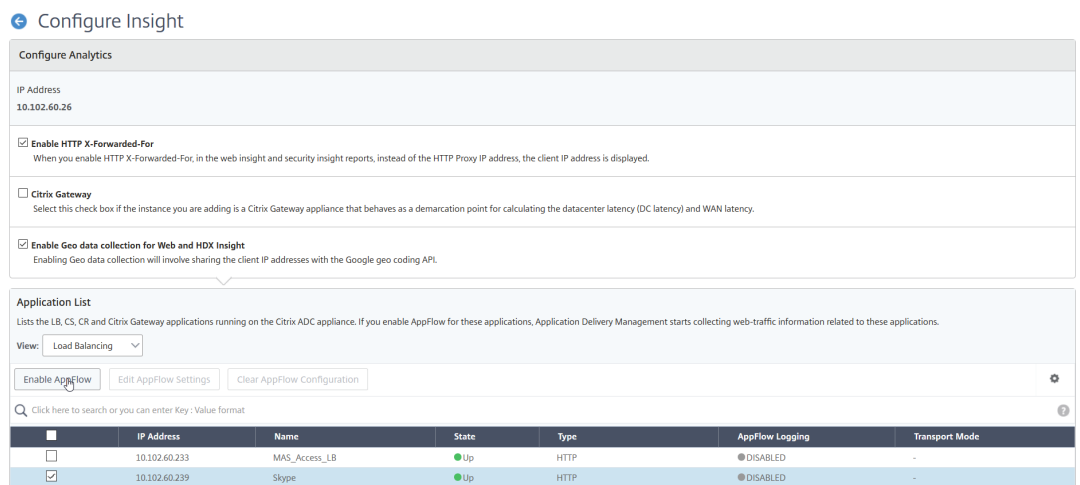 Configure Insight
Configure Analytics
IP Address
10.102.60.26
Enable HTTP X-Forwarded-For
When you enable HTTP X-Forwarded-For, in the web insight and security insight reports, instead of the HTTP Proxy IP address, the client IP address is displayed.
Citrix Gateway
Select this check box if the instance you are adding is a Citrix Gateway appliance that behaves as a demarcation point for calculating the datacenter latency (DC latency) and WAN latency.
Enable Geo data collection for Web and HDX Insight
Enabling Geo data collection will involve sharing the client IP addresses with the Google geo coding API.
Application List
Lists the LB, CS, CR and Citrix Gateway applications running on the Citrix ADC appliance. If you enable AppFlow for these applications, Application Delivery Management starts collecting web-traffic information related to these applications.
View: Load Balancing
Enable AppFlow Edit AppFlow Settings Clear AppFlow Configuration
Click here to search or you can enter Key : Value format ?
IP Address Name State Type AppFlow Logging Transport Mode
10.102.60.233 MAS_Access_LB Up HTTP DISABLED -
10.102.60.239 Skype Up HTTP DISABLED -